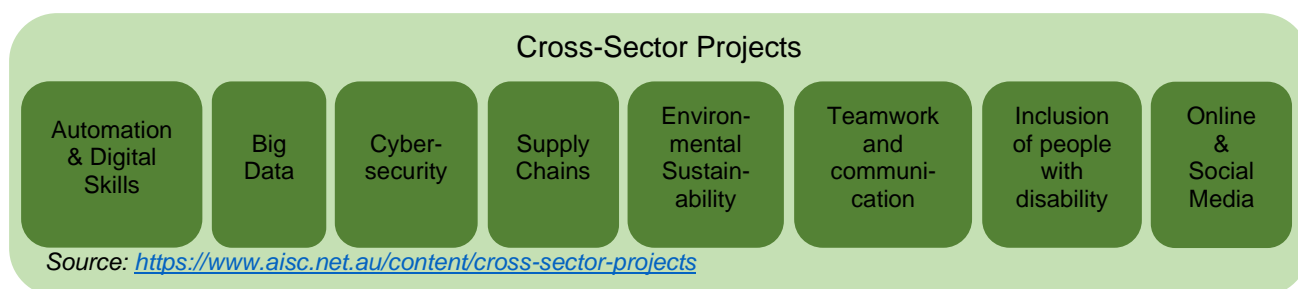 Cross-Sector Projects
Automation
& Digital
Skills
Big
Data
Cyber-
security
Supply
Chains
Environ-
mental
Sustain-
ability
Teamwork
and
communi-
cation
Inclusion
of people
with
disability
Online
&
Social
Media
Source: https://www.aisc.net.au/content/cross-sector-projects